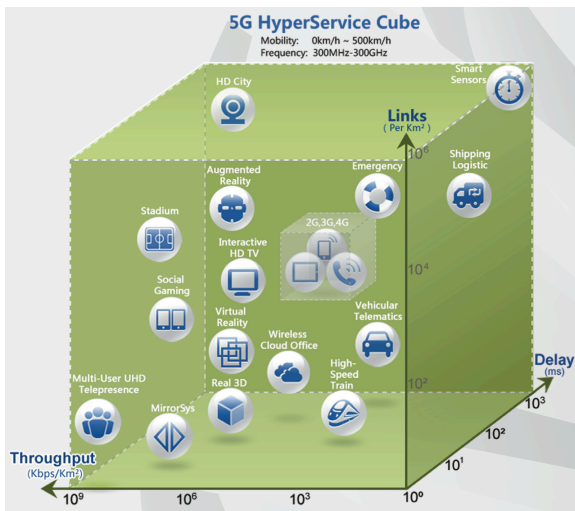 5G HyperService Cube
Mobility: 0km/h ~ 500km/h
Frequency: 300MHz-300GHz
HD City
Smart
Sensors
Links
( Per Km²)
10⁶
Shipping
Logistic
Augmented
Reality
Emergency
Stadium
2G,3G,4G
Interactive
HD TV
10⁴
Social
Gaming
Virtual
Reality
Vehicular
Telematics
Wireless
Cloud Office
High-
Speed
Train
Delay
(ms)
Multi-User UHD
Telepresence
Real 3D
10²
10³
MirrorSys
10²
Throughput
(Kbps/Km²)
10¹
10⁹
10⁶
10³
10⁰